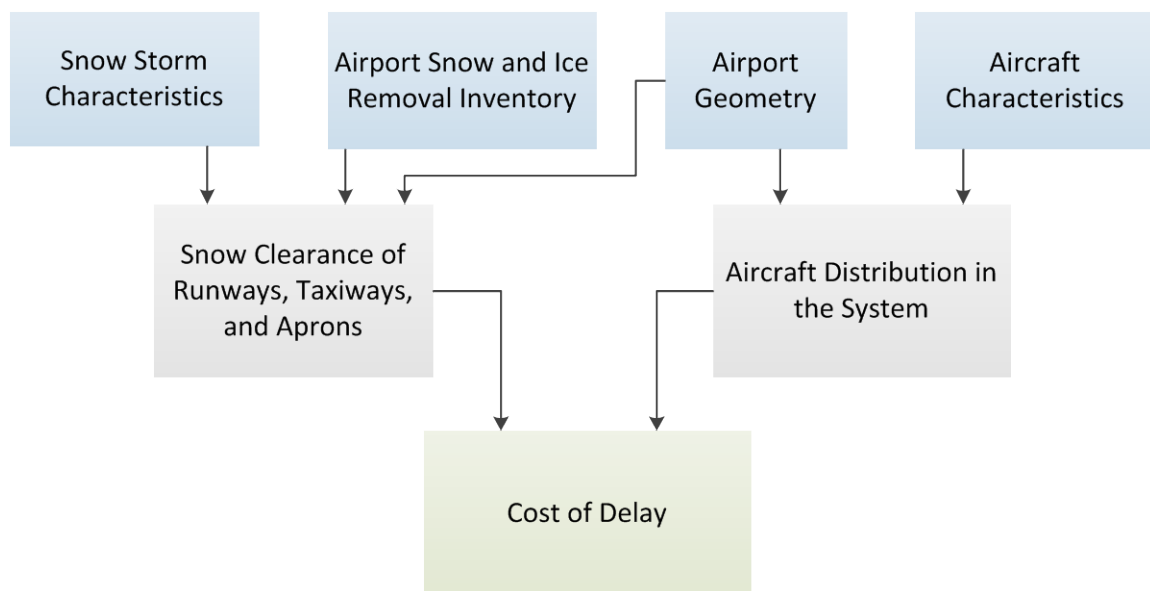 Snow Storm
Characteristics
Airport Snow and Ice
Removal Inventory
Airport
Geometry
Aircraft
Characteristics
Snow Clearance of
Runways, Taxiways,
and Aprons
Aircraft Distribution in
the System
Cost of Delay